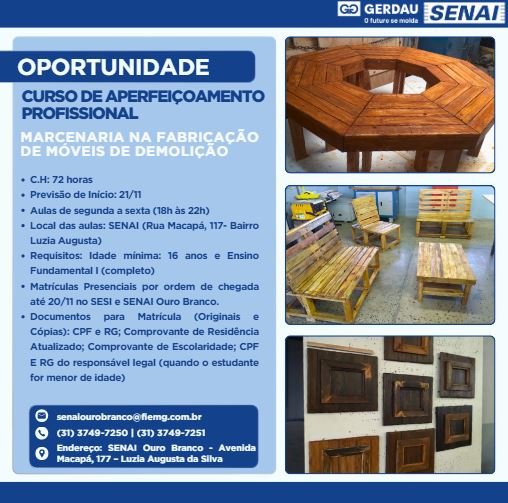 GERDAU
O futuro se molda
SENAI
OPORTUNIDADE
CURSO DE APERFEIÇOAMENTO
PROFISSIONAL
MARCENARIA NA FABRICAÇÃO
DE MÓVEIS DE DEMOLIÇÃO
• C.H: 72 horas
• Previsão de Início: 21/11
• Aulas de segunda a sexta (18h às 22h)
• Local das aulas: SENAI (Rua Macapá, 117- Bairro
Luzia Augusta)
• Requisitos: Idade mínima: 16 anos e Ensino
Fundamental I (completo)
• Matrículas Presenciais por ordem de chegada
até 20/11 no SESI e SENAI Ouro Branco.
• Documentos para Matrícula (Originais e
Cópias): CPF e RG; Comprovante de Residência
Atualizado; Comprovante de Escolaridade; CPF
E RG do responsável legal (quando o estudante
for menor de idade)
senaiourobranco@fiemg.com.br
(31) 3749-7250 | (31) 3749-7251
Endereço: SENAI Ouro Branco - Avenida
Macapá, 177 – Luzia Augusta da Silva